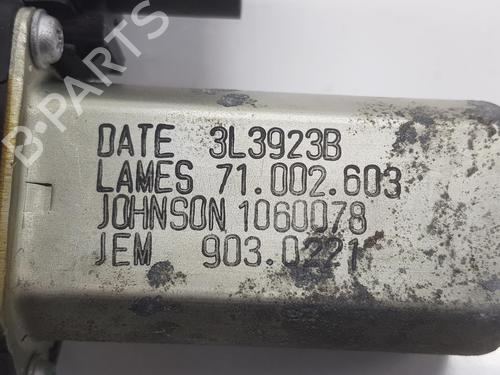 DATE 3L3923B
LAMES 71.002.603
JOHNSON 1060078
JEM 903.0221
B-PARTS